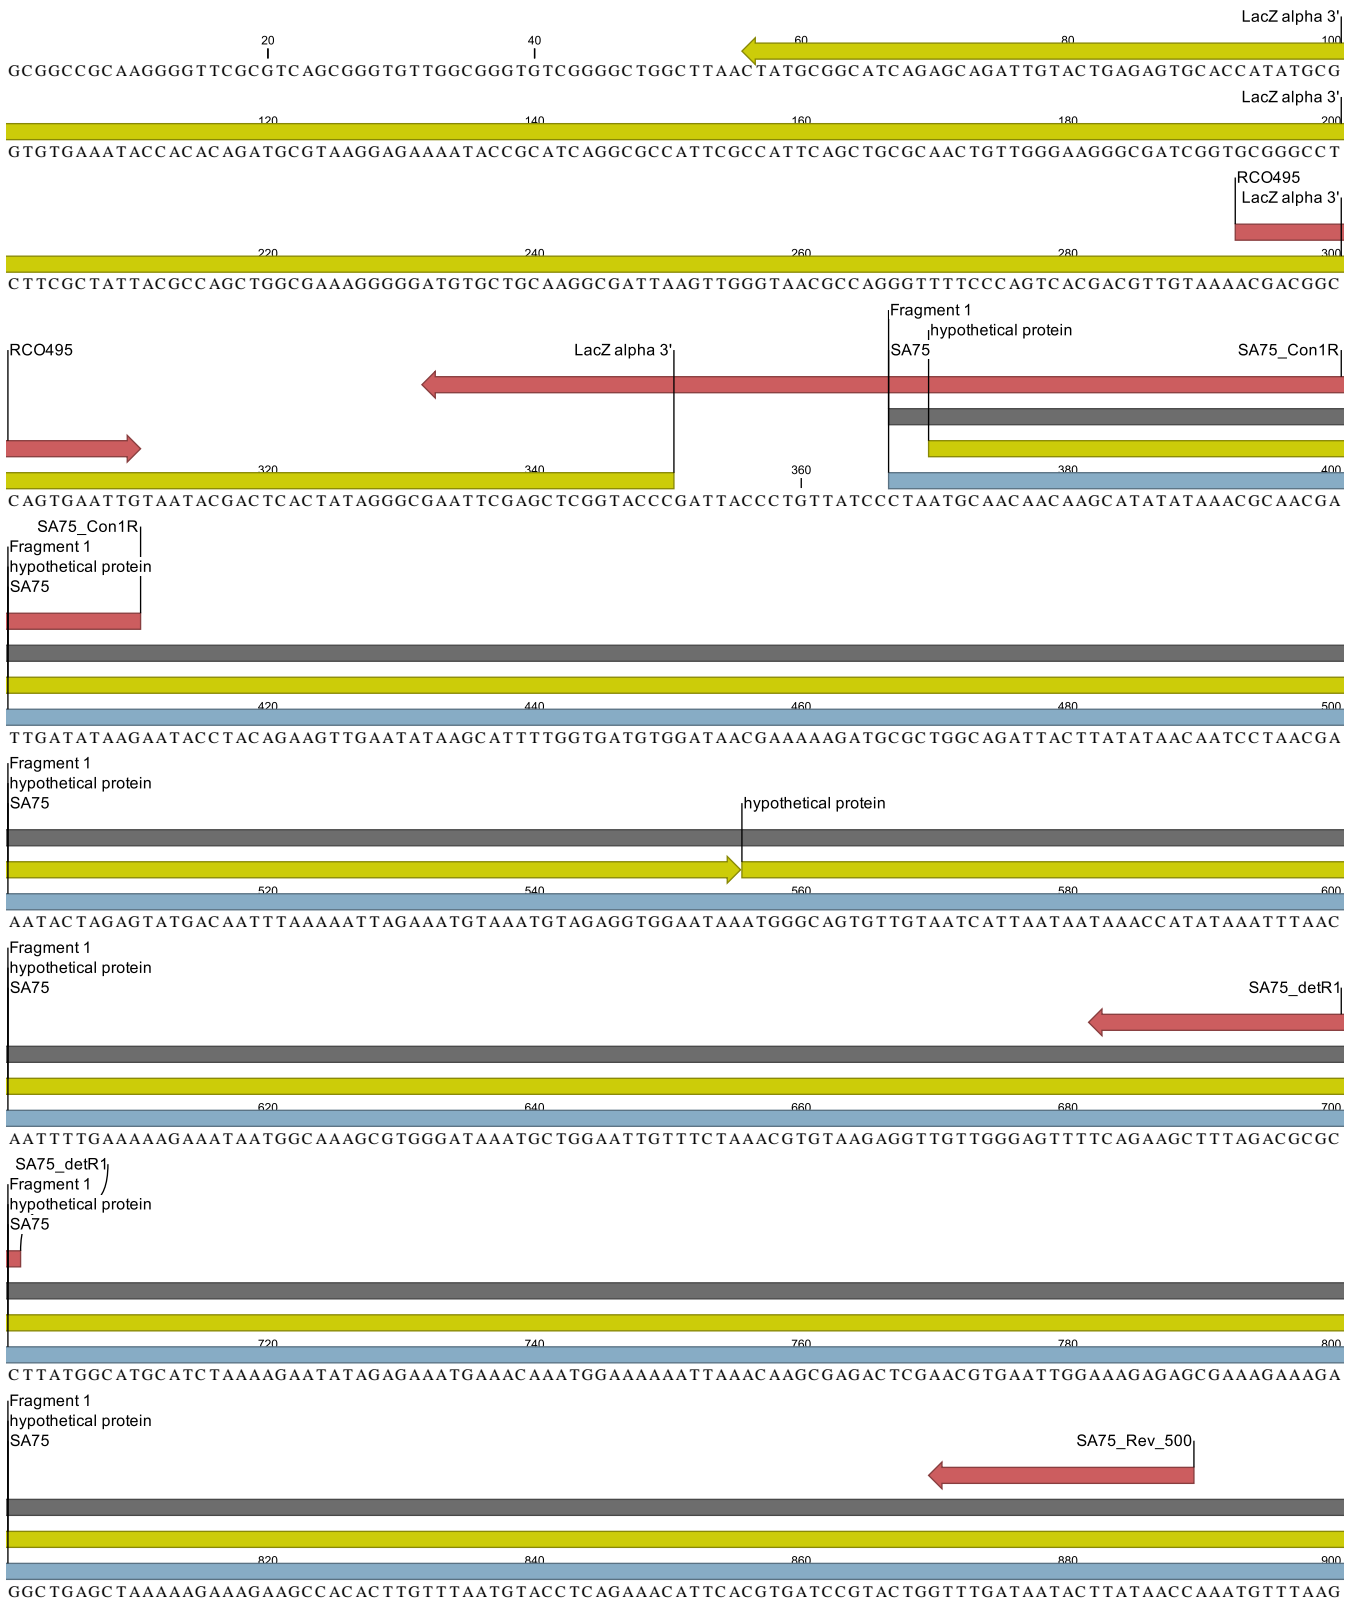 LacZ alpha 3'
20 40 60 80 100
GCGGCCGCAAGGGGTTCGCGTCAGCGGGTGTTGGCGGGTGTCGGGGCTGGCTTAACTATGCGGCATCAGAGCAGATTGTACTGAGAGTGCACCATATGCG
LacZ alpha 3'
120 140 160 180 200
GTGTGAAATACCACACAGATGCGTAAGGAGAAAATACCGCATCAGGCGCCATTCGCCATTCAGCTGCGCAACTGTTGGGAAGGGCGATCGGTGCGGGCCT
RCO495
LacZ alpha 3'
220 240 260 280 300
CTTCGCTATTACGCCAGCTGGCGAAAGGGGGATGTGCTGCAAGGCGATTAAGTTGGGTAACGCCAGGGTTTTCCCAGTCACGACGTTGTAAAACGACGGC
Fragment 1
hypothetical protein
RCO495 LacZ alpha 3' SA75 SA75_Con1R
320 340 360 380 400
CAGTGAATTGTAATACGACTCACTATAGGGCGAATTCGAGCTCGGTACCCGATTACCCTGTTATCCCTAATGCAACAACAAGCATATATAAACGCAACGA
SA75_Con1R
Fragment 1
hypothetical protein
SA75
420 440 460 480 500
TTGATATAAGAATACCTACAGAAGTTGAATATAAGCATTTTGGTGATGTGGATAACGAAAAAGATGCGCTGGCAGATTACTTATATAACAATCCTAACGA
Fragment 1
hypothetical protein
SA75 hypothetical protein
520 540 560 580 600
AATACTAGAGTATGACAATTTAAAAATTAGAAATGTAAATGTAGAGGTGGAATAAATGGGCAGTGTTGTAATCATTAATAATAAACCATATAAATTTAAC
Fragment 1
hypothetical protein
SA75 SA75_detR1
620 640 660 680 700
AATTTTGAAAAAGAAATAATGGCAAAGCGTGGGATAAATGCTGGAATTGTTTCTAAACGTGTAAGAGGTTGTTGGGAGTTTTCAGAAGCTTTAGACGCGC
SA75_detR1
Fragment 1
hypothetical protein
SA75
720 740 760 780 800
CTTATGGCATGCATCTAAAAGAATATAGAGAAATGAAACAAATGGAAAAAATTAAACAAGCGAGACTCGAACGTGAATTGGAAAGAGAGCGAAAGAAAGA
Fragment 1
hypothetical protein
SA75 SA75_Rev_500
820 840 860 880 900
GGCTGAGCTAAAAAGAAAGAAGCCACACTTGTTTAATGTACCTCAGAAACATTCACGTGATCCGTACTGGTTTGATAATACTTATAACCAAATGTTTAAG